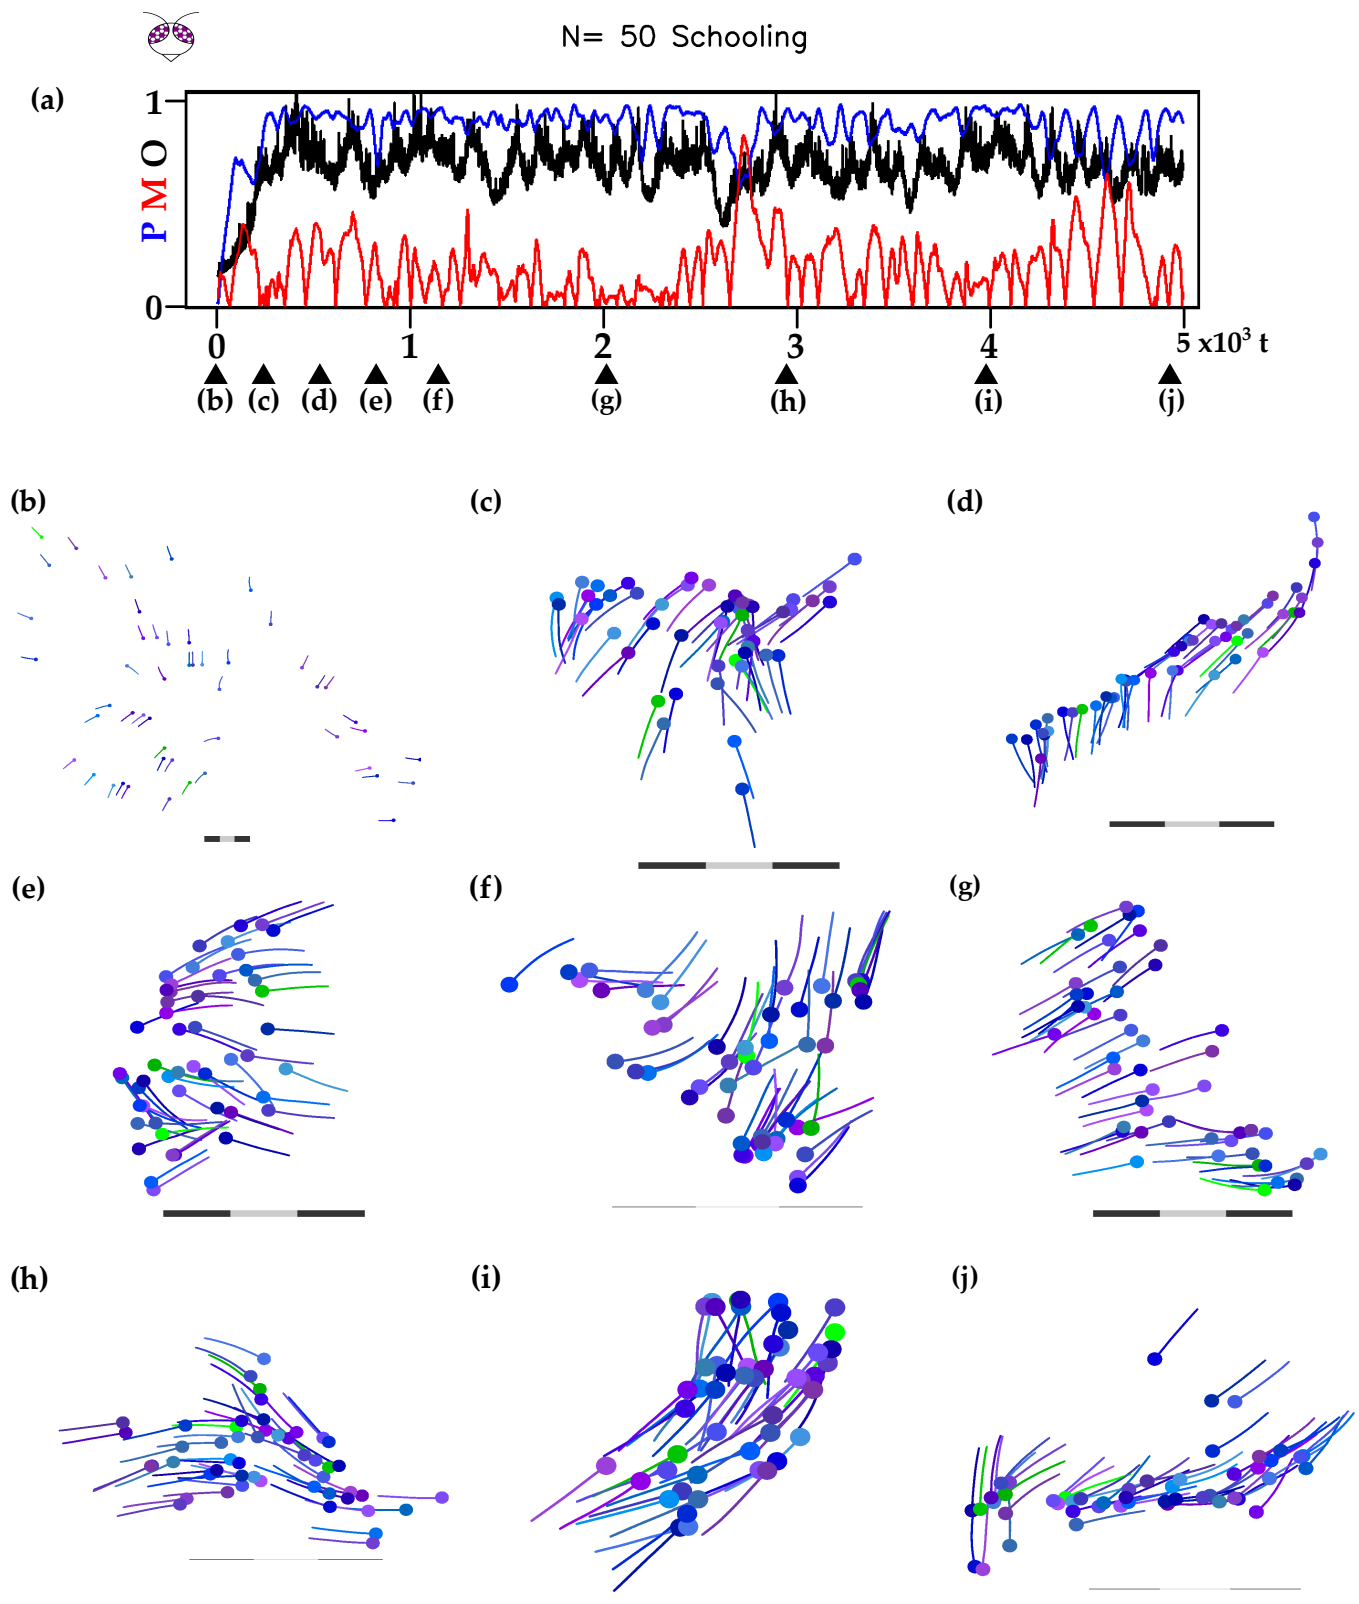 N= 50 Schooling
(a)
1
P M O
0
0 1 2 3 4 5 x10³ t
(b) (c) (d) (e) (f) (g) (h) (i) (j)
(b) (c) (d)
(e) (f) (g)
(h) (i) (j)